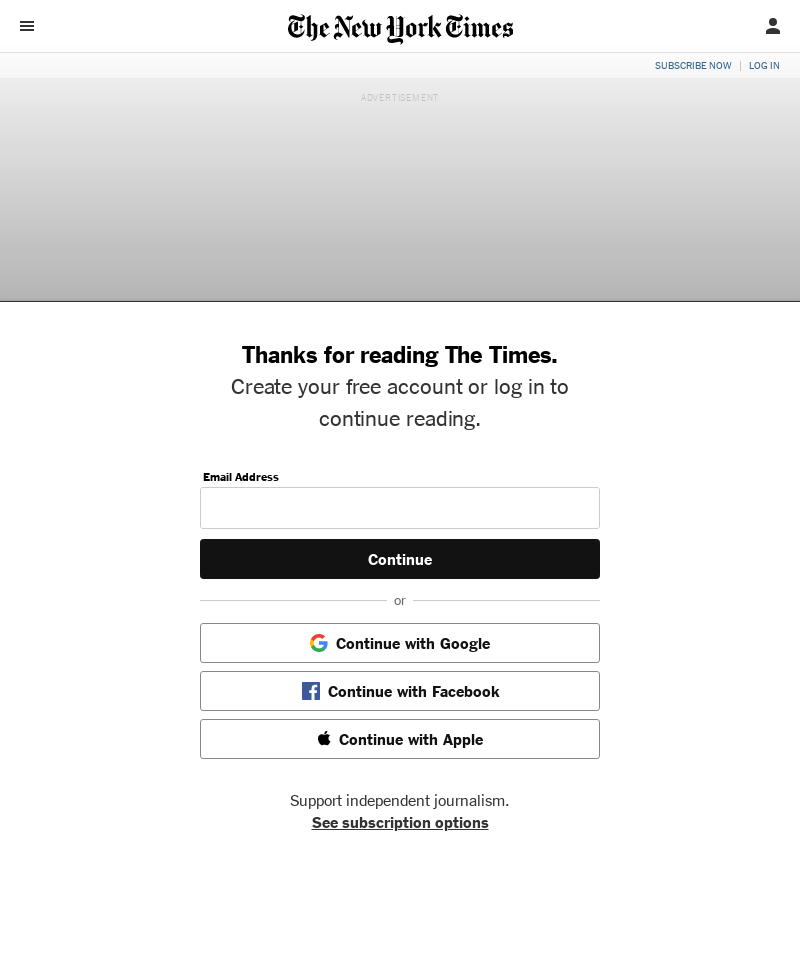 The New York Times
SUBSCRIBE NOW
LOG IN
ADVERTISEMENT
Thanks for reading The Times.
Create your free account or log in to
continue reading.
Email Address
Continue
or
Continue with Google
Continue with Facebook
Continue with Apple
Support independent journalism.
See subscription options